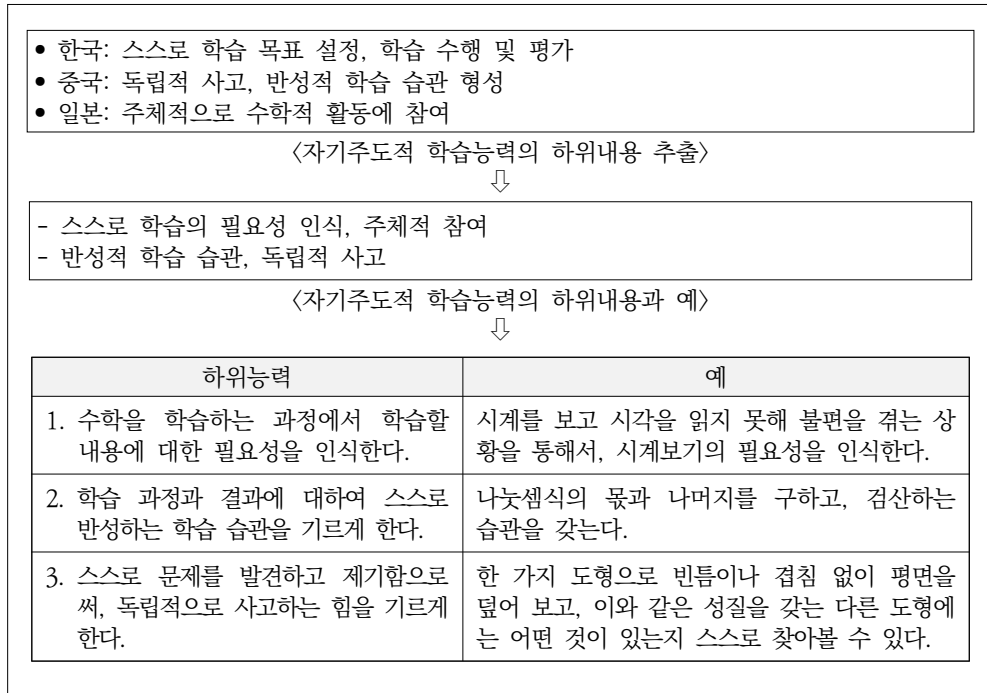 • 한국: 스스로 학습 목표 설정, 학습 수행 및 평가
• 중국: 독립적 사고, 반성적 학습 습관 형성
• 일본: 주체적으로 수학적 활동에 참여
〈자기주도적 학습능력의 하위내용 추출〉
⇩
- 스스로 학습의 필요성 인식, 주체적 참여
- 반성적 학습 습관, 독립적 사고
〈자기주도적 학습능력의 하위내용과 예〉
⇩
하위능력
예
1. 수학을 학습하는 과정에서 학습할
내용에 대한 필요성을 인식한다.
시계를 보고 시각을 읽지 못해 불편을 겪는 상
황을 통해서, 시계보기의 필요성을 인식한다.
2. 학습 과정과 결과에 대하여 스스로
반성하는 학습 습관을 기르게 한다.
나눗셈식의 몫과 나머지를 구하고, 검산하는
습관을 갖는다.
3. 스스로 문제를 발견하고 제기함으로
써, 독립적으로 사고하는 힘을 기르게
한다.
한 가지 도형으로 빈틈이나 겹침 없이 평면을
덮어 보고, 이와 같은 성질을 갖는 다른 도형에
는 어떤 것이 있는지 스스로 찾아볼 수 있다.